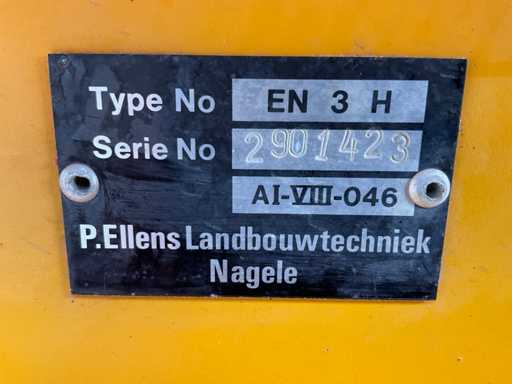 Type No EN 3 H
Serie No 2901423
AI-VIII-046
P.Ellens Landbouwtechniek
Nagele